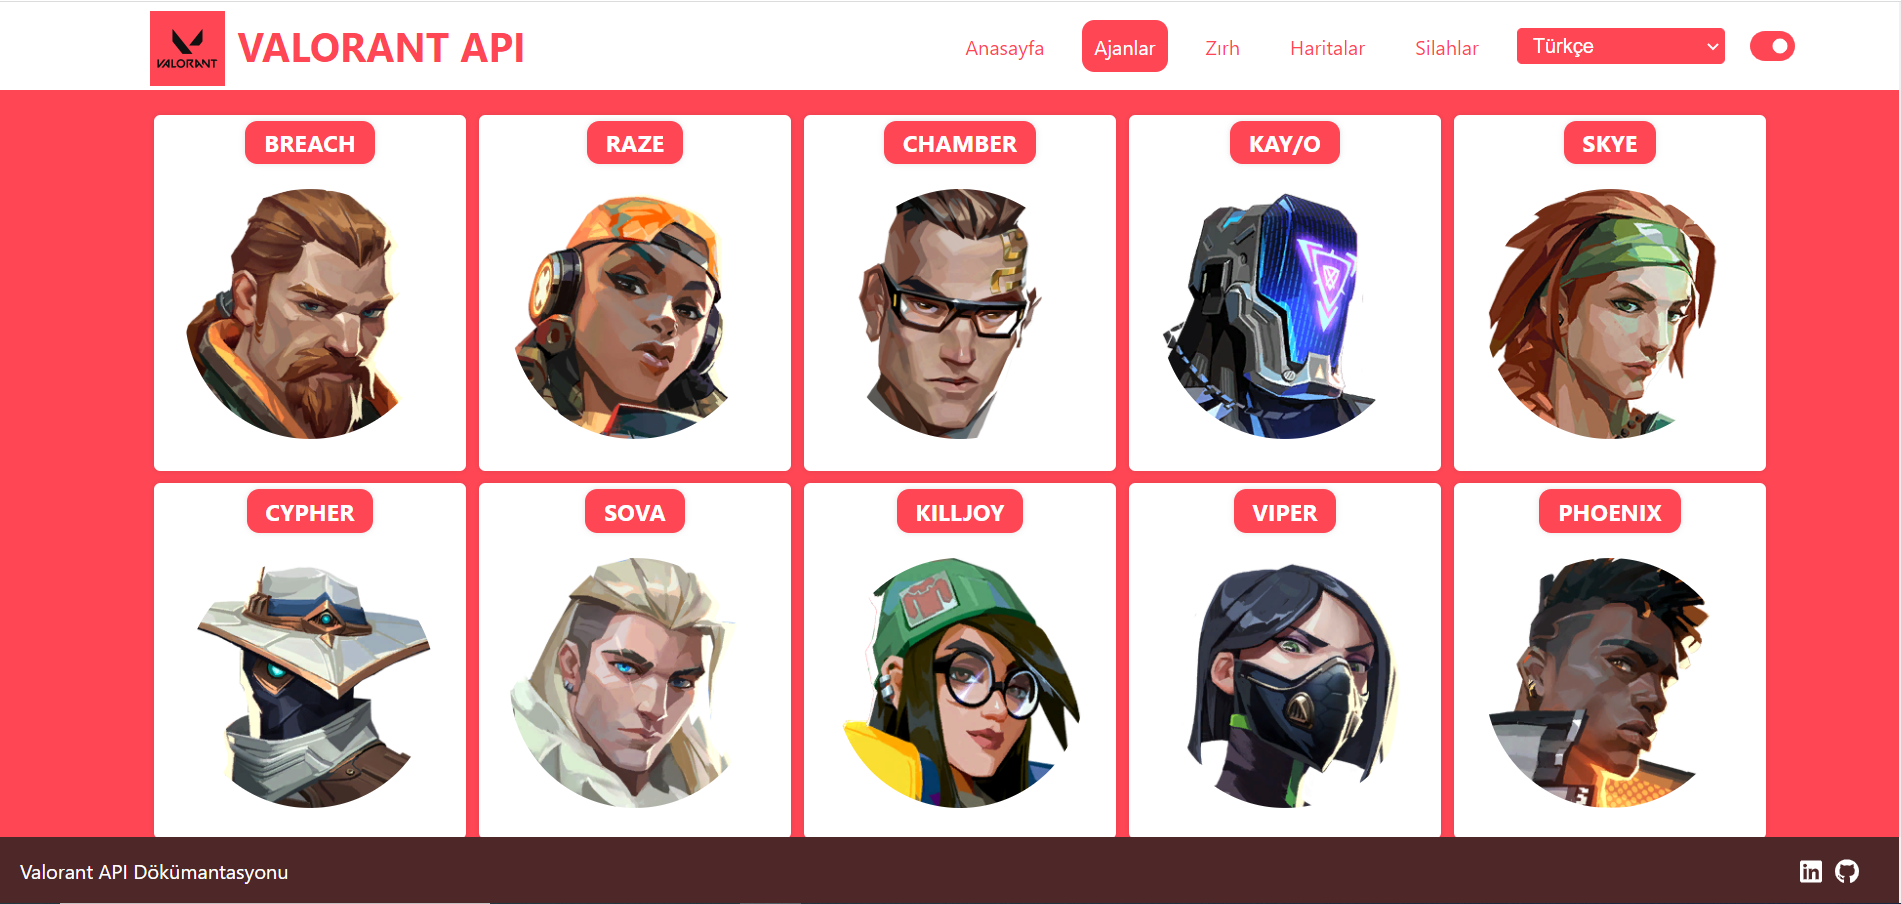 VALORANT
VALORANT API
Anasayfa
Ajanlar
Zırh
Haritalar
Silahlar
Türkçe
BREACH
RAZE
CHAMBER
KAY/O
SKYE
CYPHER
SOVA
KILLJOY
VIPER
PHOENIX
Valorant API Dökümantasyonu
in